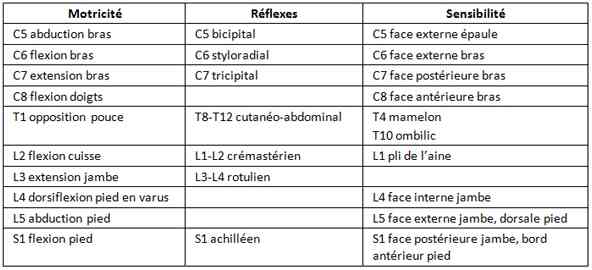 Motricité Réflexes Sensibilité
C5 abduction bras C5 bicipital C5 face externe épaule
C6 flexion bras C6 styloradial C6 face externe bras
C7 extension bras C7 tricipital C7 face postérieure bras
C8 flexion doigts C8 face antérieure bras
T1 opposition pouce T8-T12 cutanéo-abdominal T4 mamelon
T10 ombilic
L2 flexion cuisse L1-L2 crémastérien L1 pli de l’aine
L3 extension jambe L3-L4 rotulien
L4 dorsiflexion pied en varus L4 face interne jambe
L5 abduction pied L5 face externe jambe, dorsale pied
S1 flexion pied S1 achilléen S1 face postérieure jambe, bord
antérieur pied